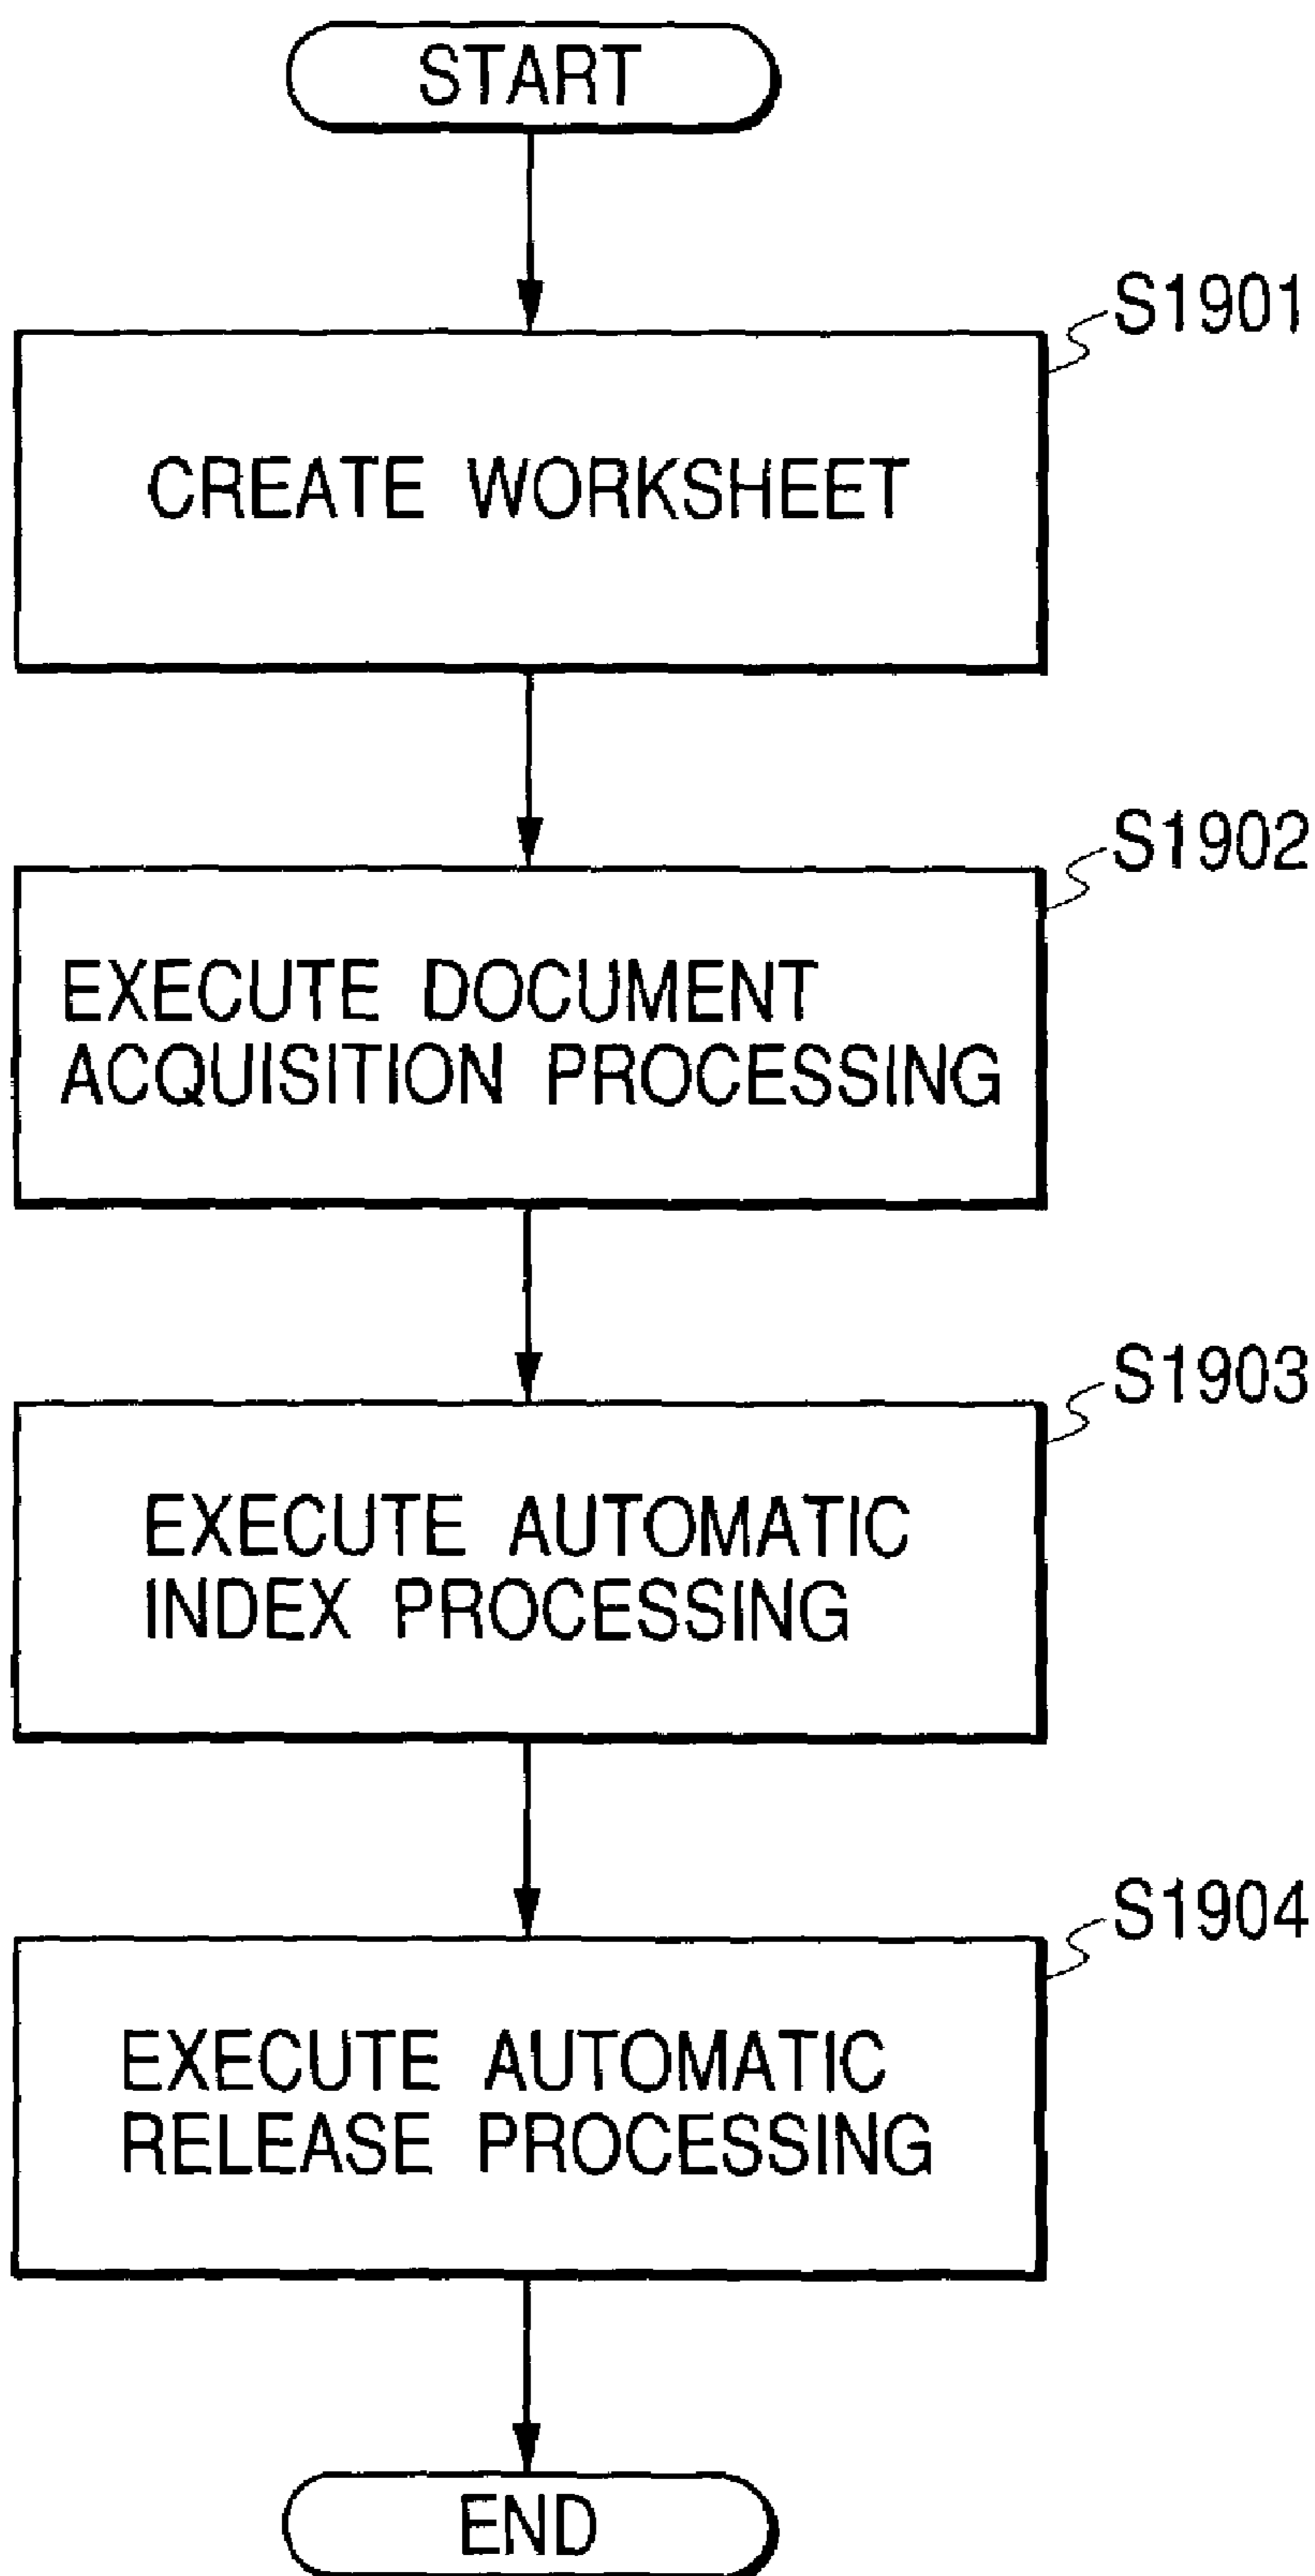 START
S1901
CREATE WORKSHEET
S1902
EXECUTE DOCUMENT
ACQUISITION PROCESSING
S1903
EXECUTE AUTOMATIC
INDEX PROCESSING
S1904
EXECUTE AUTOMATIC
RELEASE PROCESSING
END